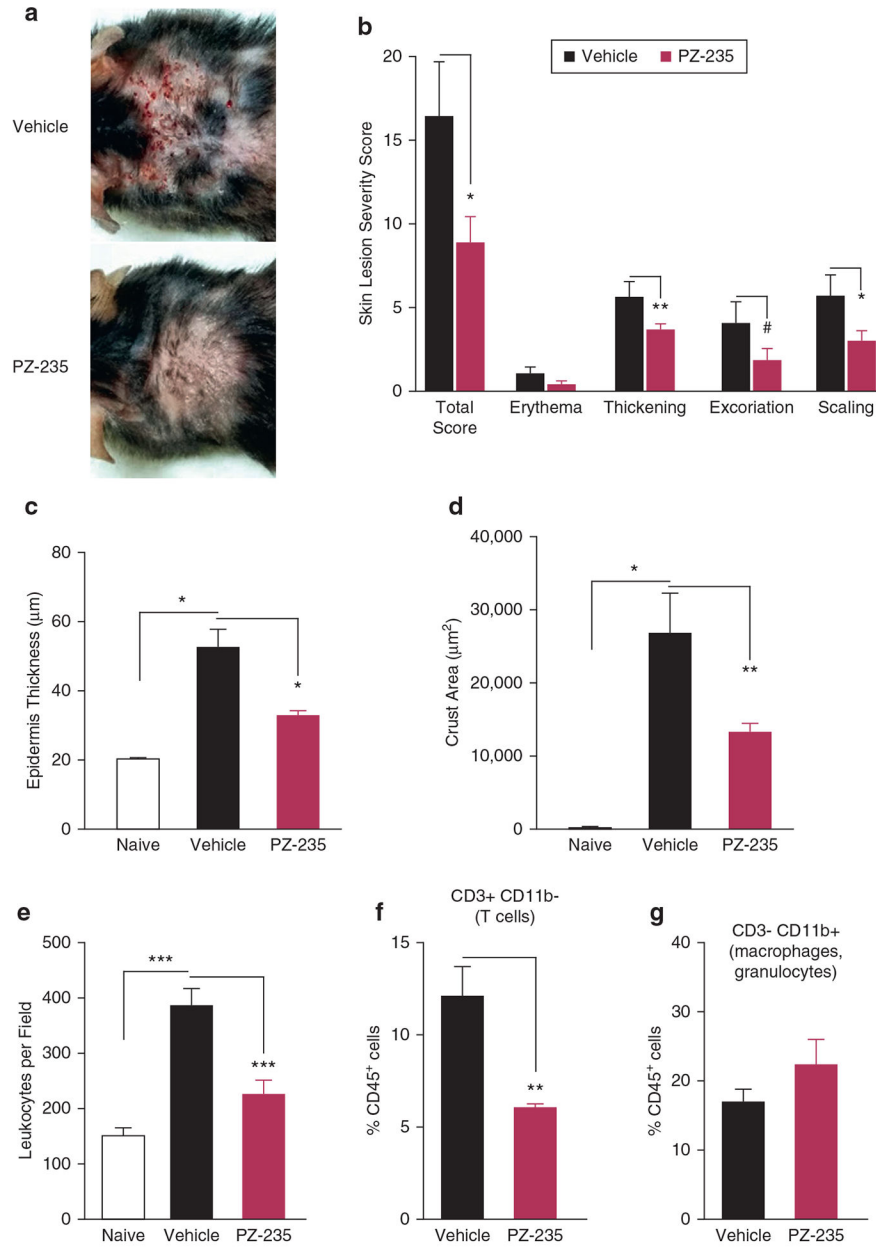 a
Vehicle
PZ-235
b
Vehicle PZ-235
Skin Lesion Severity Score
20
15
10
5
0
*
**
#
*
Total Score
Erythema
Thickening
Excoriation
Scaling
c
Epidermis Thickness (μm)
80
60
40
20
0
*
*
Naive Vehicle PZ-235
d
Crust Area (μm²)
40,000
30,000
20,000
10,000
0
*
**
Naive Vehicle PZ-235
e
Leukocytes per Field
500
400
300
200
100
0
***
***
Naive Vehicle PZ-235
f
CD3+ CD11b-
(T cells)
% CD45⁺ cells
15
10
5
0
**
Vehicle PZ-235
g
CD3- CD11b+
(macrophages,
granulocytes)
% CD45⁺ cells
40
30
20
10
0
Vehicle PZ-235